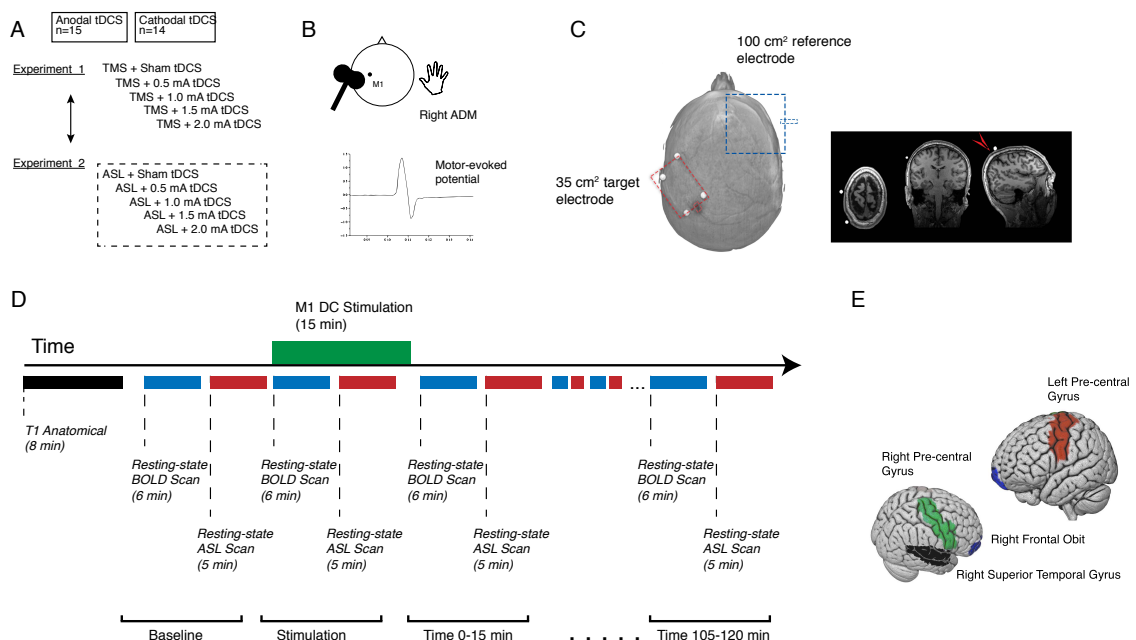 A
Anodal tDCS
n=15
Cathodal tDCS
n=14
Experiment 1
TMS + Sham tDCS
TMS + 0.5 mA tDCS
TMS + 1.0 mA tDCS
TMS + 1.5 mA tDCS
TMS + 2.0 mA tDCS
Experiment 2
ASL + Sham tDCS
ASL + 0.5 mA tDCS
ASL + 1.0 mA tDCS
ASL + 1.5 mA tDCS
ASL + 2.0 mA tDCS
B
M1
Right ADM
Motor-evoked
potential
C
100 cm² reference
electrode
35 cm² target
electrode
D
M1 DC Stimulation
(15 min)
Time
T1 Anatomical
(8 min)
Resting-state
BOLD Scan
(6 min)
Resting-state
BOLD Scan
(6 min)
Resting-state
BOLD Scan
(6 min)
...
Resting-state
BOLD Scan
(6 min)
Resting-state
ASL Scan
(5 min)
Resting-state
ASL Scan
(5 min)
Resting-state
ASL Scan
(5 min)
Resting-state
ASL Scan
(5 min)
Baseline
Stimulation
Time 0-15 min
. . . . .
Time 105-120 min
E
Left Pre-central
Gyrus
Right Pre-central
Gyrus
Right Frontal Obit
Right Superior Temporal Gyrus